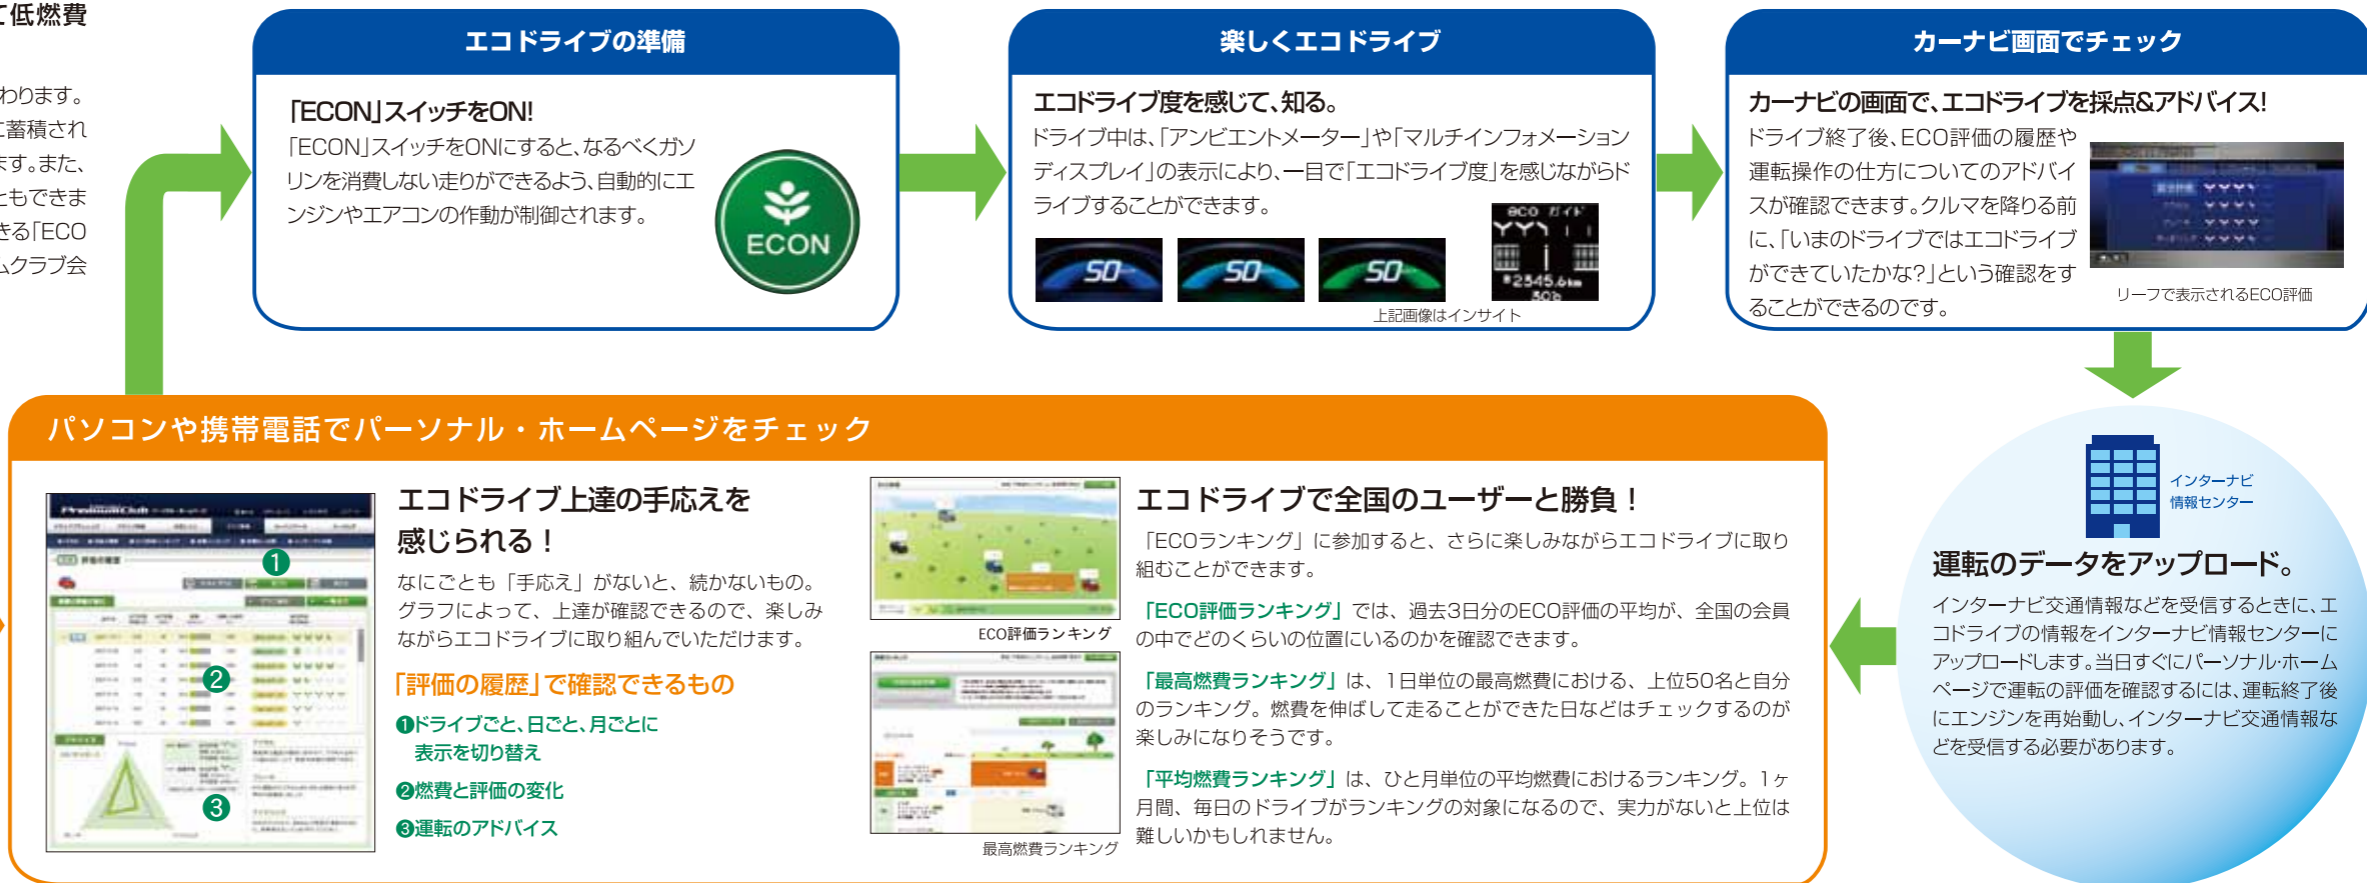 て低燃費
わります。
に蓄積され
ます。また、
ともできま
きる「ECO
ムクラブ会
エコドライブの準備
「ECON」スイッチをON!
「ECON」スイッチをONにすると、なるべくガソ
リンを消費しない走りができるよう、自動的にエ
ンジンやエアコンの作動が制御されます。
ECON
楽しくエコドライブ
エコドライブ度を感じて、知る。
ドライブ中は、「アンビエントメーター」や「マルチインフォメーション
ディスプレイ」の表示により、一目で「エコドライブ度」を感じながらド
ライブすることができます。
50
50
50
eco ガイド
2345.6km
上記画像はインサイト
カーナビ画面でチェック
カーナビの画面で、エコドライブを採点&アドバイス!
ドライブ終了後、ECO評価の履歴や
運転操作の仕方についてのアドバイ
スが確認できます。クルマを降りる前
に、「いまのドライブではエコドライブ
ができていたかな?」という確認をす
ることができるのです。
リーフで表示されるECO評価
インターナビ
情報センター
運転のデータをアップロード。
インターナビ交通情報などを受信するときに、エ
コドライブの情報をインターナビ情報センターに
アップロードします。当日すぐにパーソナル・ホーム
ページで運転の評価を確認するには、運転終了後
にエンジンを再始動し、インターナビ交通情報な
どを受信する必要があります。
パソコンや携帯電話でパーソナル・ホームページをチェック
1
2
3
エコドライブ上達の手応えを
感じられる！
なにごとも「手応え」がないと、続かないもの。
グラフによって、上達が確認できるので、楽しみ
ながらエコドライブに取り組んでいただけます。
「評価の履歴」で確認できるもの
❶ドライブごと、日ごと、月ごとに
表示を切り替え
❷燃費と評価の変化
❸運転のアドバイス
ECO評価ランキング
最高燃費ランキング
エコドライブで全国のユーザーと勝負！
「ECOランキング」に参加すると、さらに楽しみながらエコドライブに取り
組むことができます。
「ECO評価ランキング」では、過去3日分のECO評価の平均が、全国の会員
の中でどのくらいの位置にいるのかを確認できます。
「最高燃費ランキング」は、1日単位の最高燃費における、上位50名と自分
のランキング。燃費を伸ばして走ることができた日などはチェックするのが
楽しみになりそうです。
「平均燃費ランキング」は、ひと月単位の平均燃費におけるランキング。1ヶ
月間、毎日のドライブがランキングの対象になるので、実力がないと上位は
難しいかもしれません。